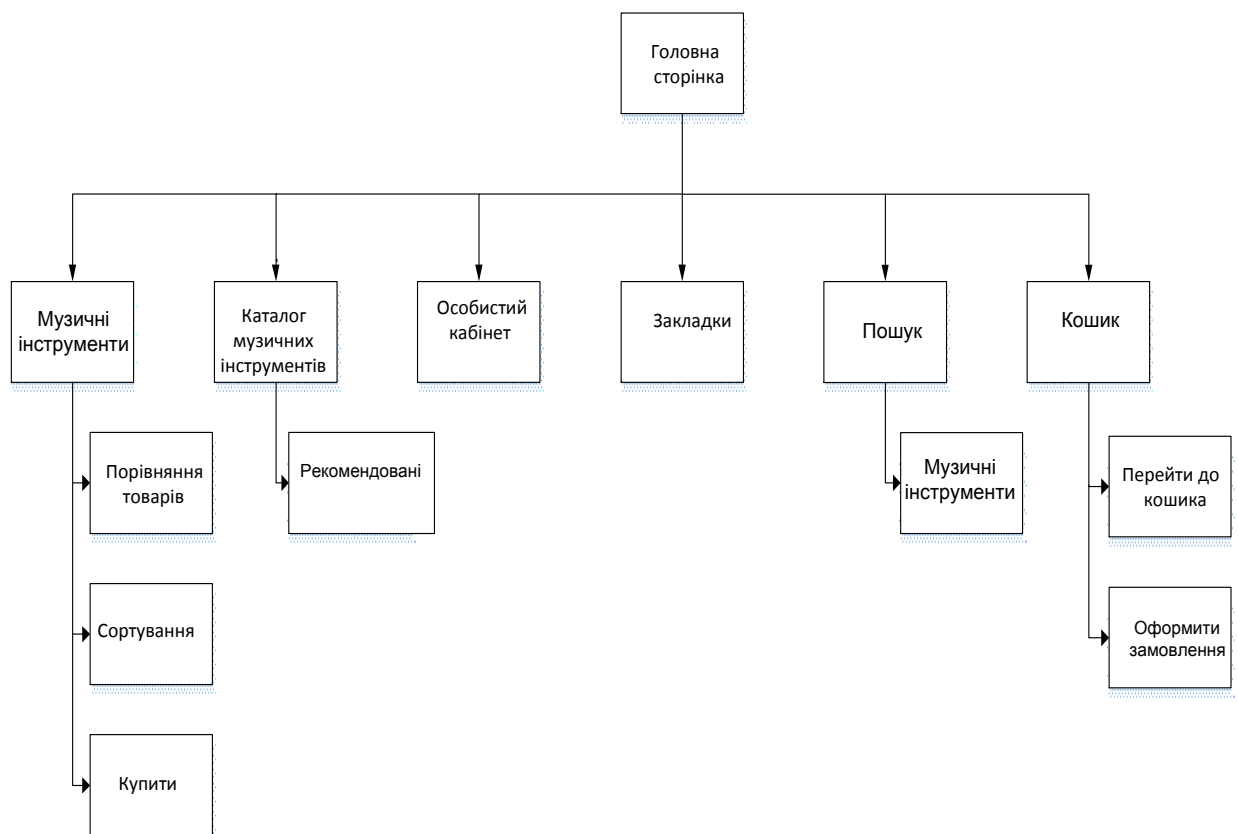 Головна
сторінка
Музичні
інструменти
Каталог
музичних
інструментів
Особистий
кабінет
Закладки
Пошук
Кошик
Порівняння
товарів
Рекомендовані
Музичні
інструменти
Перейти до
кошика
Сортування
Оформити
замовлення
Купити